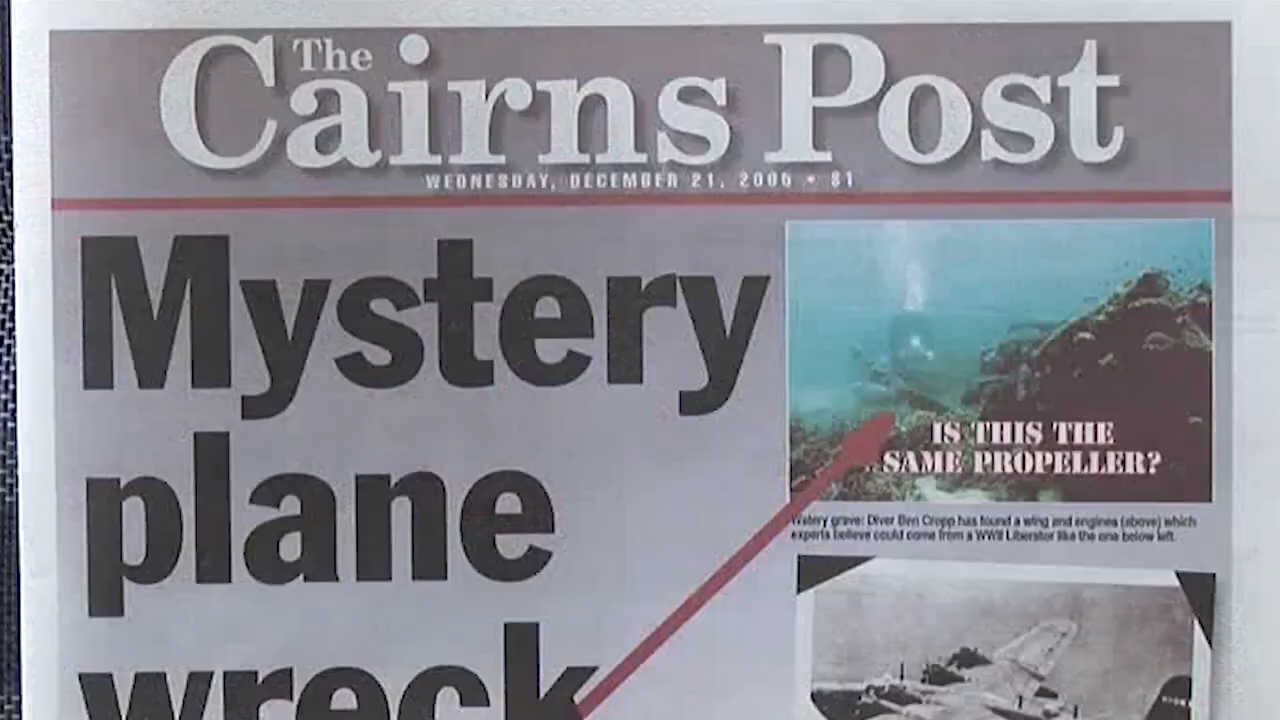 The
Cairns Post
WEDNESDAY, DECEMBER 21, 2005 • $1
Mystery
plane
wreck
IS THIS THE
SAME PROPELLER?
Watery grave: Diver Ben Cropp has found a wing and engines (above) which
experts believe could come from a WWII Liberator like the one below left.